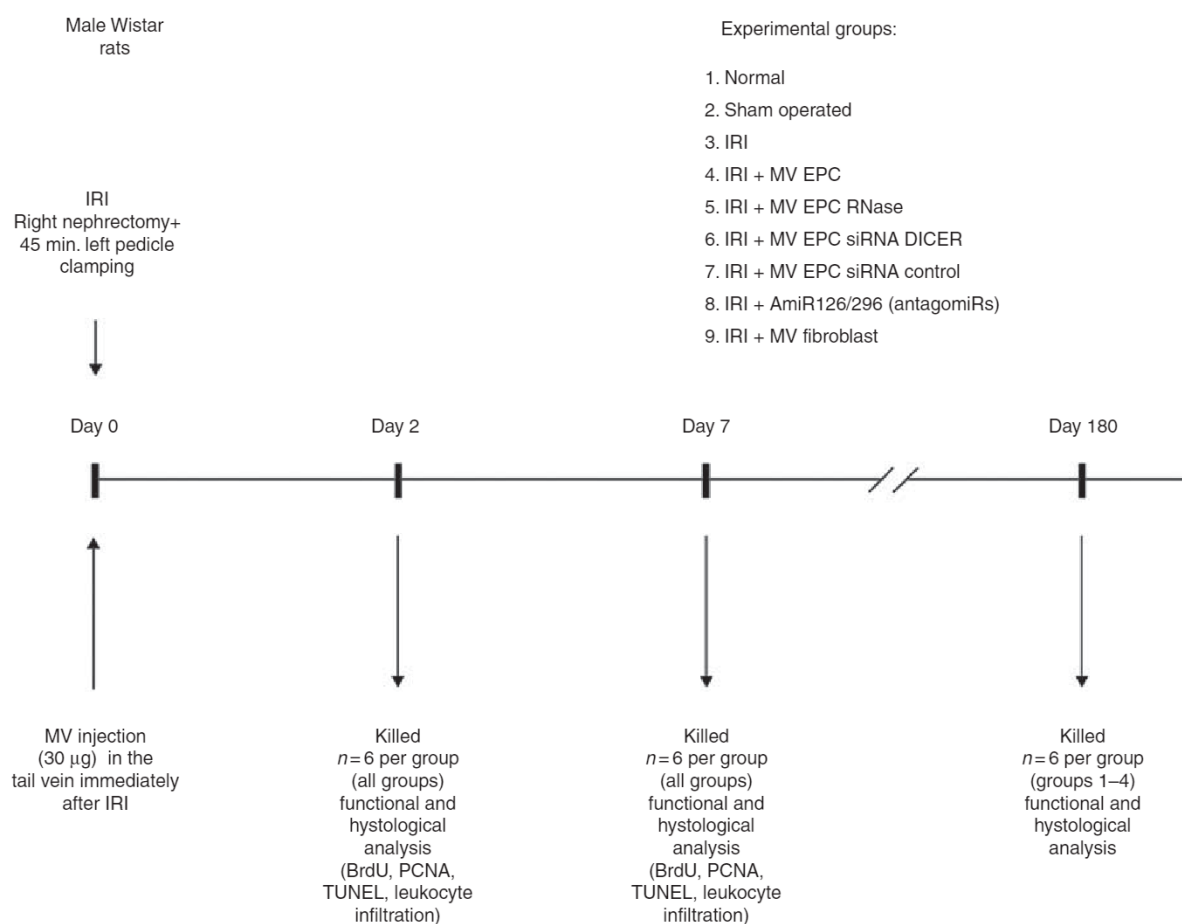 Male Wistar
rats
Experimental groups:
1. Normal
2. Sham operated
3. IRI
4. IRI + MV EPC
5. IRI + MV EPC RNase
6. IRI + MV EPC siRNA DICER
7. IRI + MV EPC siRNA control
8. IRI + AmiR126/296 (antagomiRs)
9. IRI + MV fibroblast
IRI
Right nephrectomy+
45 min. left pedicle
clamping
Day 0
Day 2
Day 7
Day 180
MV injection
(30 μg) in the
tail vein immediately
after IRI
Killed
n=6 per group
(all groups)
functional and
hystological
analysis
(BrdU, PCNA,
TUNEL, leukocyte
infiltration)
Killed
n=6 per group
(all groups)
functional and
hystological
analysis
(BrdU, PCNA,
TUNEL, leukocyte
infiltration)
Killed
n=6 per group
(groups 1–4)
functional and
hystological
analysis